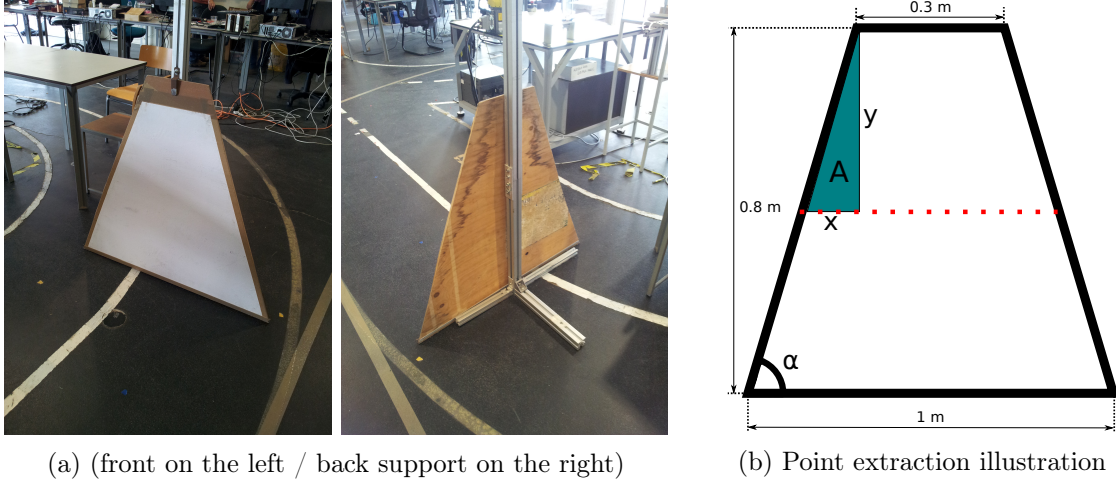 0.3 m
y
A
0.8 m
x
α
1 m
(a) (front on the left / back support on the right)
(b) Point extraction illustration